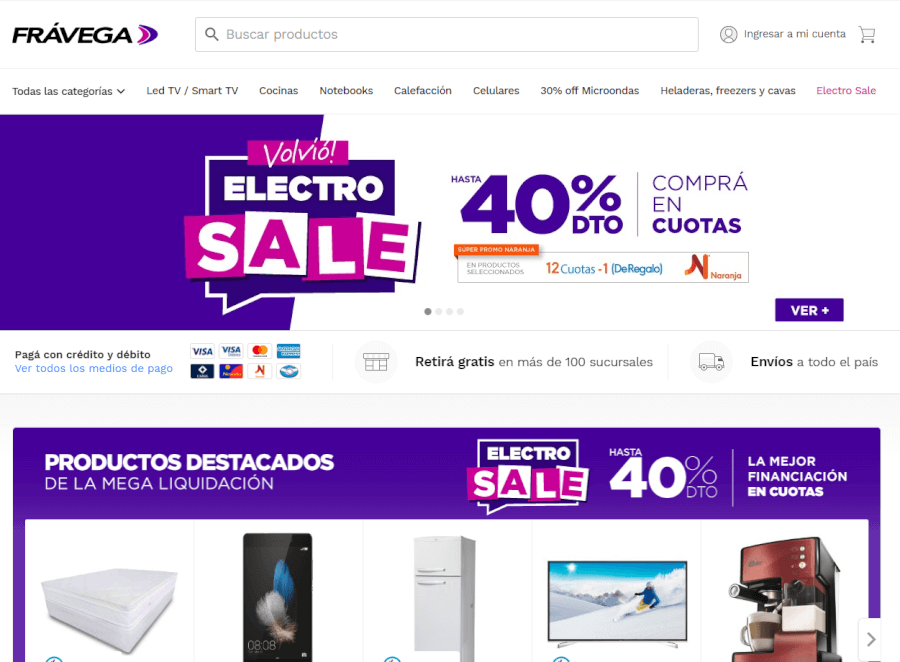 FRÁVEGA
Buscar productos
Ingresar a mi cuenta
Todas las categorías
Led TV / Smart TV
Cocinas
Notebooks
Calefacción
Celulares
30% off Microondas
Heladeras, freezers y cavas
Electro Sale
Volvió!
ELECTRO
SALE
HASTA
40% DTO
COMPRÁ
EN
CUOTAS
SUPER PROMO NARANJA
EN PRODUCTOS
SELECCIONADOS
12 Cuotas - 1 (De Regalo)
Naranja
VER +
Pagá con crédito y débito
Ver todos los medios de pago
VISA
VISA
Retirá gratis en más de 100 sucursales
Envíos a todo el país
PRODUCTOS DESTACADOS
DE LA MEGA LIQUIDACIÓN
ELECTRO
SALE
HASTA
40% DTO
LA MEJOR
FINANCIACIÓN
EN CUOTAS
08:08